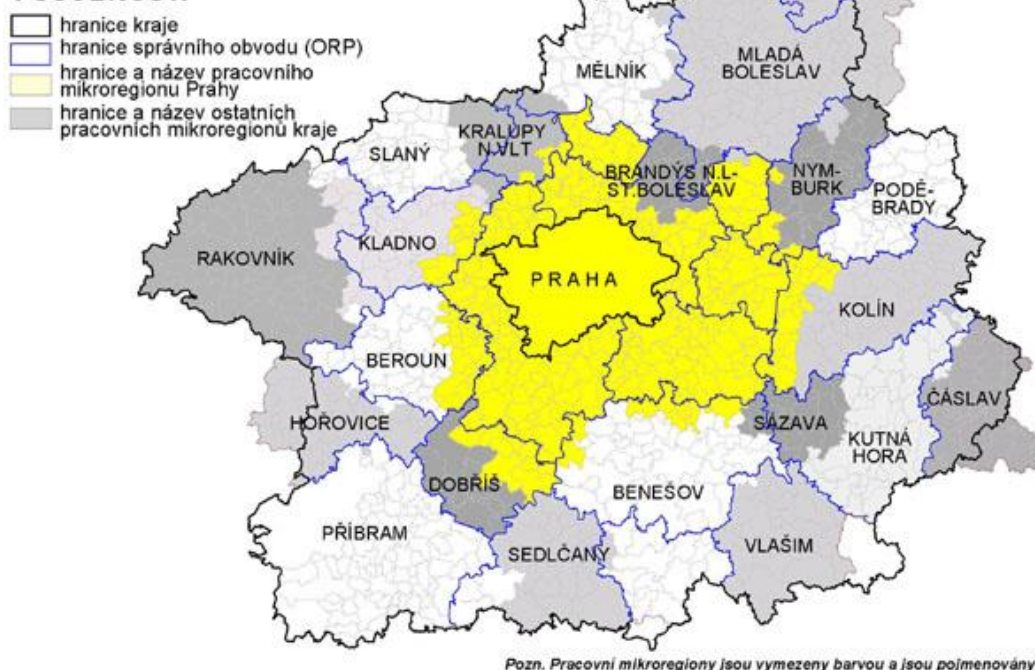 hranice kraje
hranice správního obvodu (ORP)
hranice a název pracovního
mikroregionu Prahy
hranice a název ostatních
pracovních mikroregionů kraje
MĚLNÍK
MLADÁ
BOLESLAV
SLANÝ
KRALUPY
N.VLT
BRANDÝS N.L-
ST.BOLESLAV
NYM-
BURK
PODĚ-
BRADY
RAKOVNÍK
KLADNO
PRAHA
KOLÍN
BEROUN
HOŘOVICE
SÁZAVA
ČÁSLAV
KUTNÁ
HORA
DOBŘÍŠ
BENEŠOV
PŘÍBRAM
SEDLČANY
VLAŠIM
Pozn. Pracovní mikroregiony jsou vymezeny barvou a jsou pojmenovány